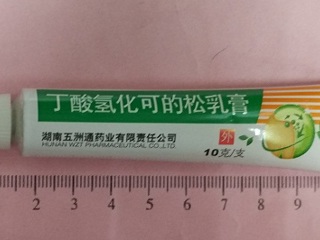 丁酸氢化可的松乳膏
湖南五洲通药业有限责任公司
HUNAN WZT PHARMACEUTICAL CO.,LTD
外
10克/支
2 3 4 5 6 7 8 9